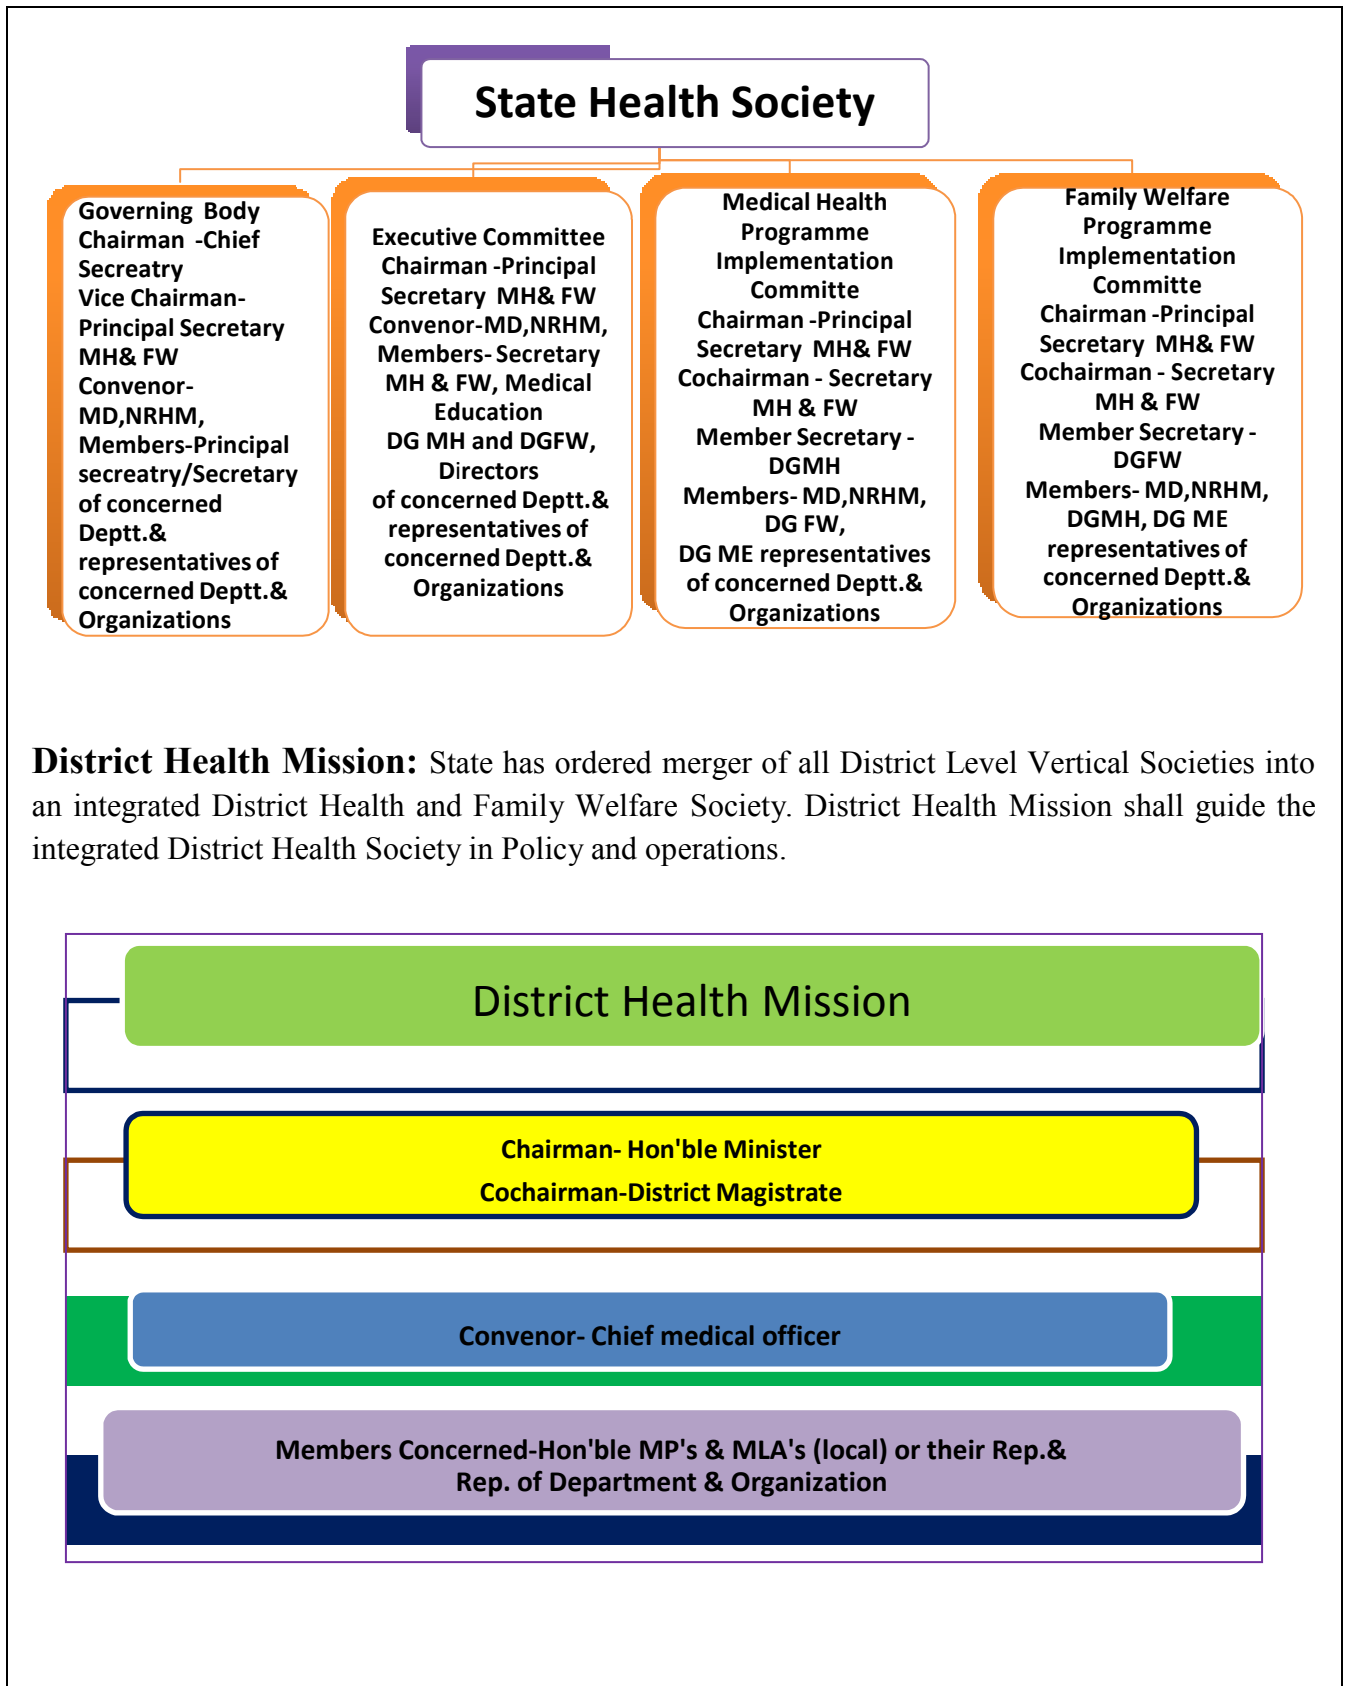 State Health Society
Governing Body
Chairman -Chief
Secreatry
Vice Chairman-
Principal Secretary
MH& FW
Convenor-
MD,NRHM,
Members-Principal
secreatry/Secretary
of concerned
Deptt.&
representatives of
concerned Deptt.&
Organizations
Executive Committee
Chairman -Principal
Secretary MH& FW
Convenor-MD,NRHM,
Members- Secretary
MH & FW, Medical
Education
DG MH and DGFW,
Directors
of concerned Deptt.&
representatives of
concerned Deptt.&
Organizations
Medical Health
Programme
Implementation
Committe
Chairman -Principal
Secretary MH& FW
Cochairman - Secretary
MH & FW
Member Secretary -
DGMH
Members- MD,NRHM,
DG FW,
DG ME representatives
of concerned Deptt.&
Organizations
Family Welfare
Programme
Implementation
Committe
Chairman -Principal
Secretary MH& FW
Cochairman - Secretary
MH & FW
Member Secretary -
DGFW
Members- MD,NRHM,
DGMH, DG ME
representatives of
concerned Deptt.&
Organizations
District Health Mission: State has ordered merger of all District Level Vertical Societies into
an integrated District Health and Family Welfare Society. District Health Mission shall guide the
integrated District Health Society in Policy and operations.
District Health Mission
Chairman- Hon'ble Minister
Cochairman-District Magistrate
Convenor- Chief medical officer
Members Concerned-Hon'ble MP's & MLA's (local) or their Rep.&
Rep. of Department & Organization